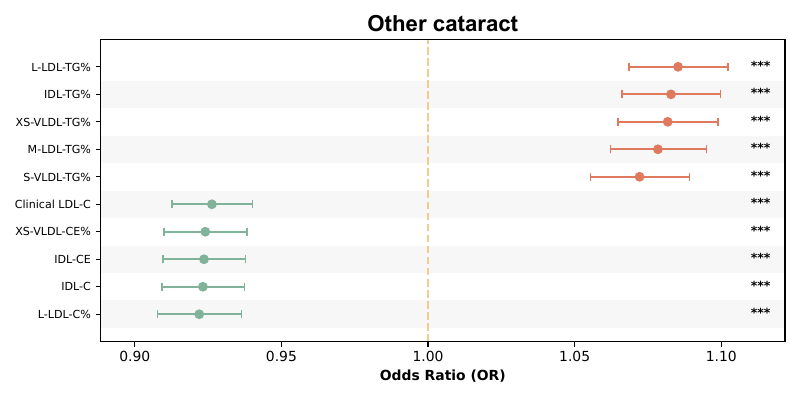 Other cataract
L-LDL-TG% ***
IDL-TG% ***
XS-VLDL-TG% ***
M-LDL-TG% ***
S-VLDL-TG% ***
Clinical LDL-C ***
XS-VLDL-CE% ***
IDL-CE ***
IDL-C ***
L-LDL-C% ***
0.90 0.95 1.00 1.05 1.10
Odds Ratio (OR)